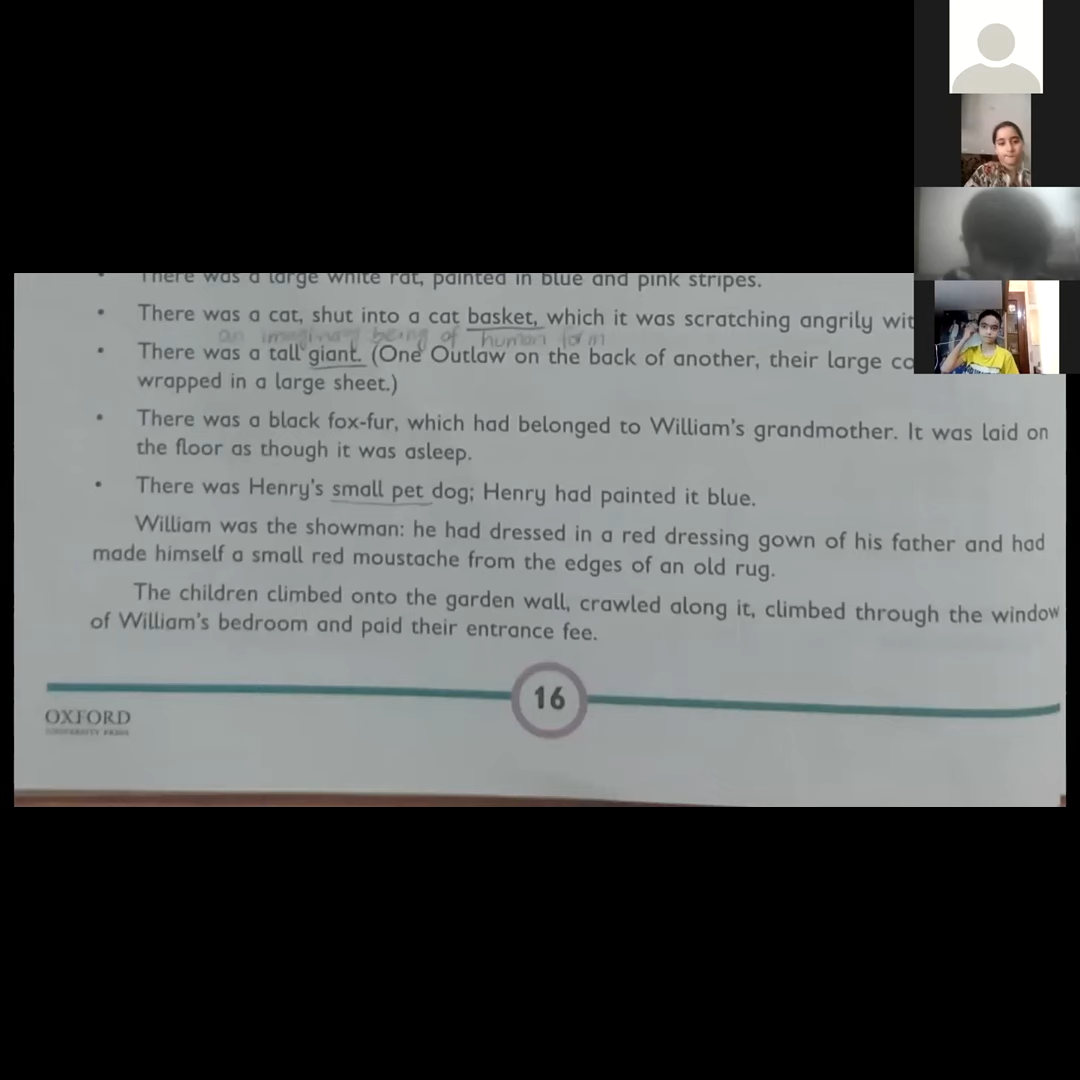 There was a large white rat, painted in blue and pink stripes.
• There was a cat, shut into a cat basket, which it was scratching angrily wit
an imaginary being of human form
• There was a tall giant. (One Outlaw on the back of another, their large co
wrapped in a large sheet.)
• There was a black fox-fur, which had belonged to William's grandmother. It was laid on
the floor as though it was asleep.
• There was Henry's small pet dog; Henry had painted it blue.
William was the showman: he had dressed in a red dressing gown of his father and had
made himself a small red moustache from the edges of an old rug.
The children climbed onto the garden wall, crawled along it, climbed through the window
of William's bedroom and paid their entrance fee.
16
OXFORD
UNIVERSITY PRESS